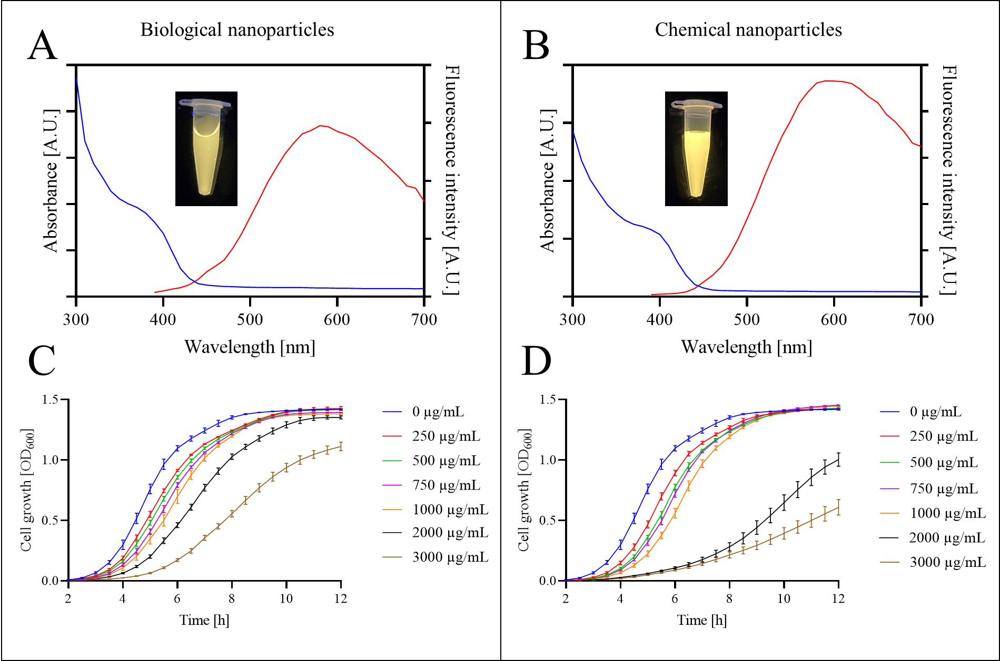 Biological nanoparticles
A
Absorbance [A.U.]
Fluorescence intensity [A.U.]
300 400 500 600 700
Wavelength [nm]
Chemical nanoparticles
B
Absorbance [A.U.]
Fluorescence intensity [A.U.]
300 400 500 600 700
Wavelength [nm]
C
Cell growth [OD600]
1.5
1.0
0.5
0.0
2 4 6 8 10 12
Time [h]
0 µg/mL
250 µg/mL
500 µg/mL
750 µg/mL
1000 µg/mL
2000 µg/mL
3000 µg/mL
D
Cell growth [OD600]
1.5
1.0
0.5
0.0
2 4 6 8 10 12
Time [h]
0 µg/mL
250 µg/mL
500 µg/mL
750 µg/mL
1000 µg/mL
2000 µg/mL
3000 µg/mL